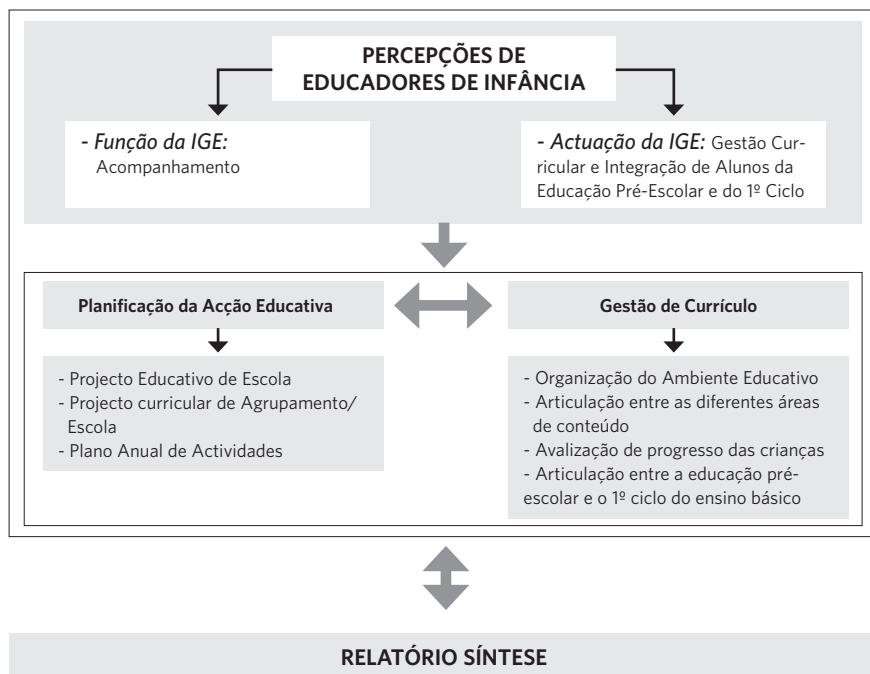 PERCEPÇÕES DE
EDUCADORES DE INFÂNCIA
- Função da IGE:
Acompanhamento
- Actuação da IGE: Gestão Cur-
ricular e Integração de Alunos da
Educação Pré-Escolar e do 1º Ciclo
Planificação da Acção Educativa
- Projecto Educativo de Escola
- Projecto curricular de Agrupamento/
Escola
- Plano Anual de Actividades
Gestão de Currículo
- Organização do Ambiente Educativo
- Articulação entre as diferentes áreas
de conteúdo
- Avalização de progresso das crianças
- Articulação entre a educação pré-
escolar e o 1º ciclo do ensino básico
RELATÓRIO SÍNTESE